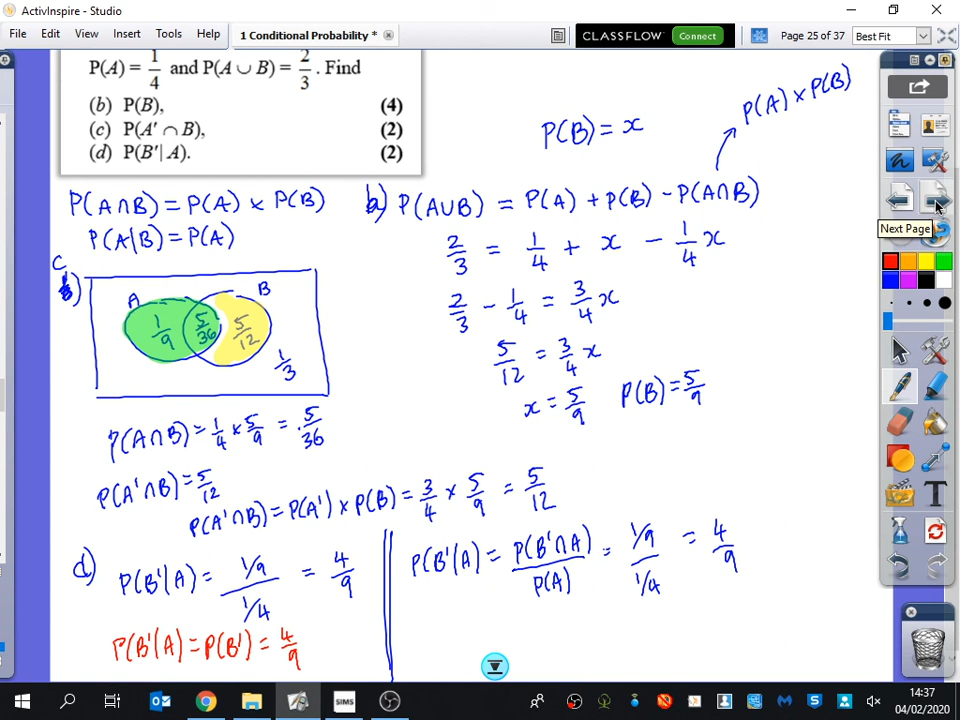 ActivInspire - Studio
File Edit View Insert Tools Help
1 Conditional Probability *
CLASSFLOW Connect
Page 25 of 37
Best Fit
P(A) = 1/4 and P(A ∪ B) = 2/3. Find
(b) P(B), (4)
(c) P(A' ∩ B), (2)
(d) P(B'| A). (2)
P(B) = x
P(A) x P(B)
P(A∩B) = P(A) x P(B)
P(A|B) = P(A)
b) P(A∪B) = P(A) + P(B) - P(A∩B)
2/3 = 1/4 + x - 1/4 x
2/3 - 1/4 = 3/4 x
5/12 = 3/4 x
x = 5/9 P(B) = 5/9
c)
A B
1/9 5/36 5/12
1/3
P(A∩B) = 1/4 x 5/9 = 5/36
P(A'∩B) = 5/12
P(A'∩B) = P(A') x P(B) = 3/4 x 5/9 = 5/12
d) P(B'|A) = 1/9 / 1/4 = 4/9
P(B'|A) = P(B') = 4/9
P(B'|A) = P(B'∩A) / P(A) = 1/9 / 1/4 = 4/9
Next Page
T
SIMS
14:37
04/02/2020